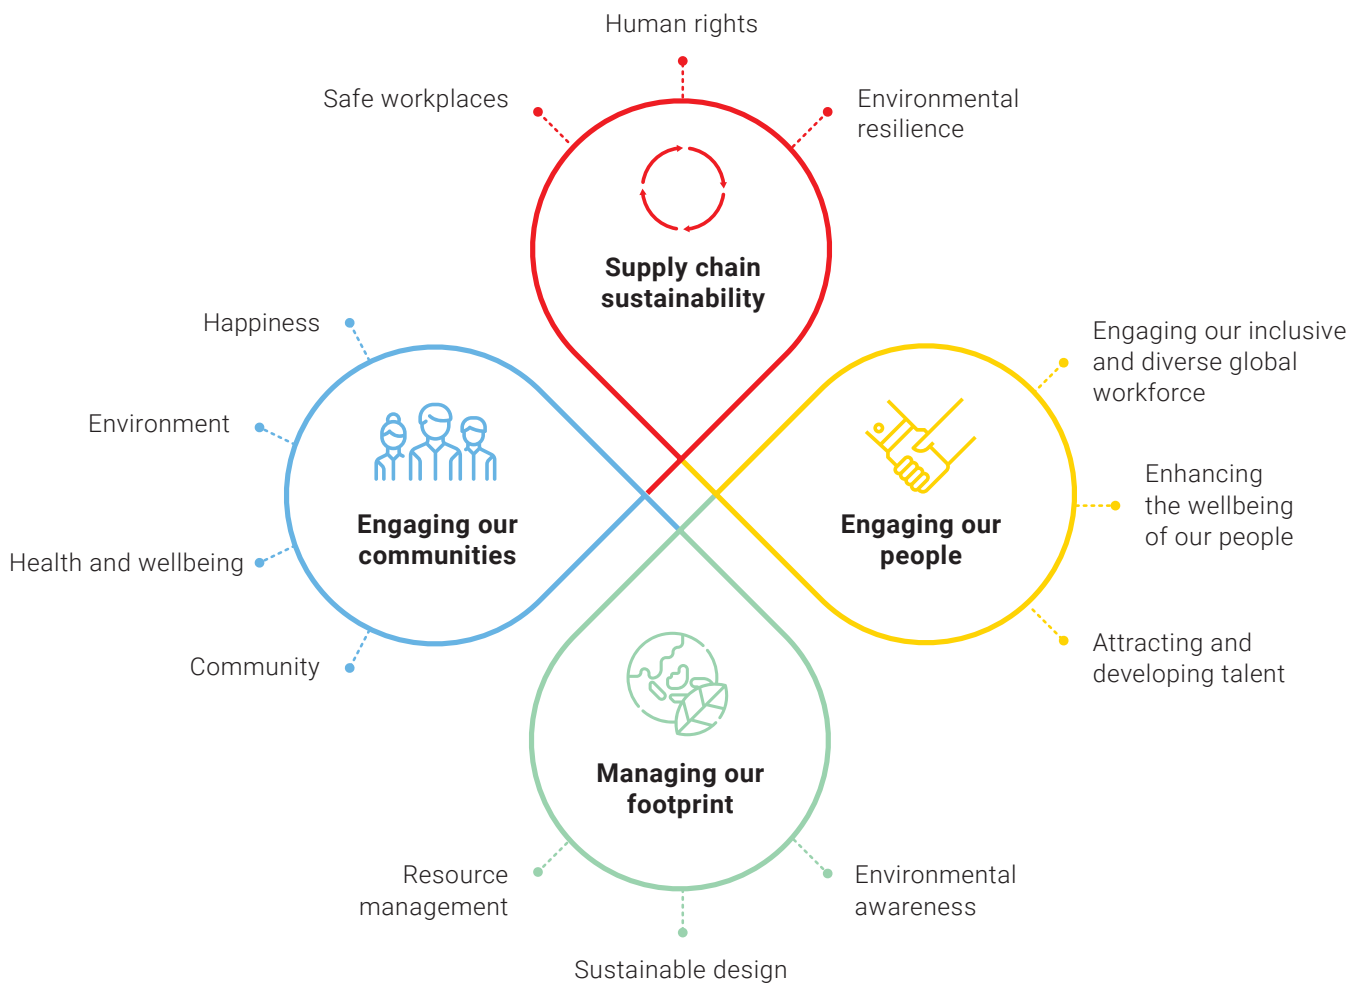 Human rights
Safe workplaces
Environmental
resilience
Supply chain
sustainability
Happiness
Environment
Health and wellbeing
Community
Engaging our
communities
Engaging our
people
Engaging our inclusive
and diverse global
workforce
Enhancing
the wellbeing
of our people
Attracting and
developing talent
Managing our
footprint
Resource
management
Sustainable design
Environmental
awareness